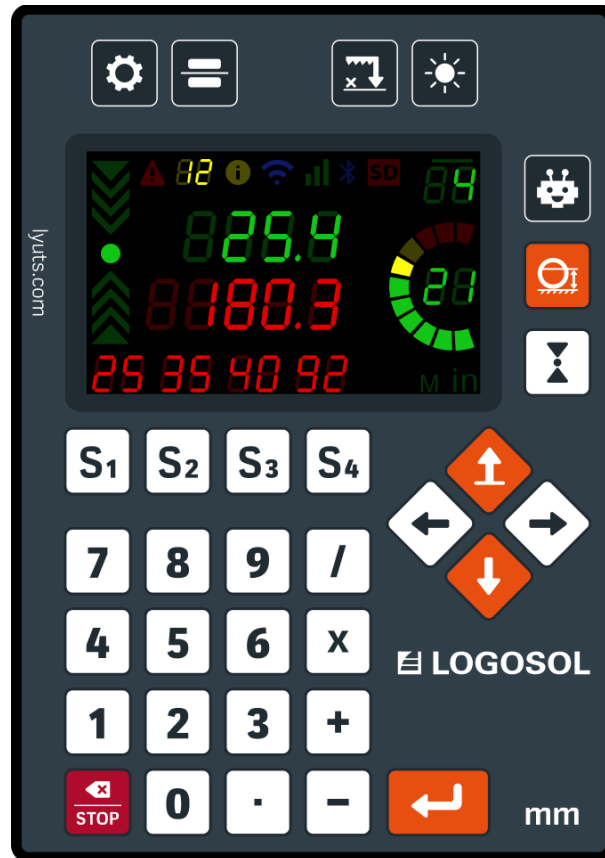 12
SD
4
25.4
21
180.3
25 35 40 92
M in
lyuts.com
S1 S2 S3 S4
7 8 9 /
4 5 6 x
LOGOSOL
1 2 3 +
STOP 0 . -
mm